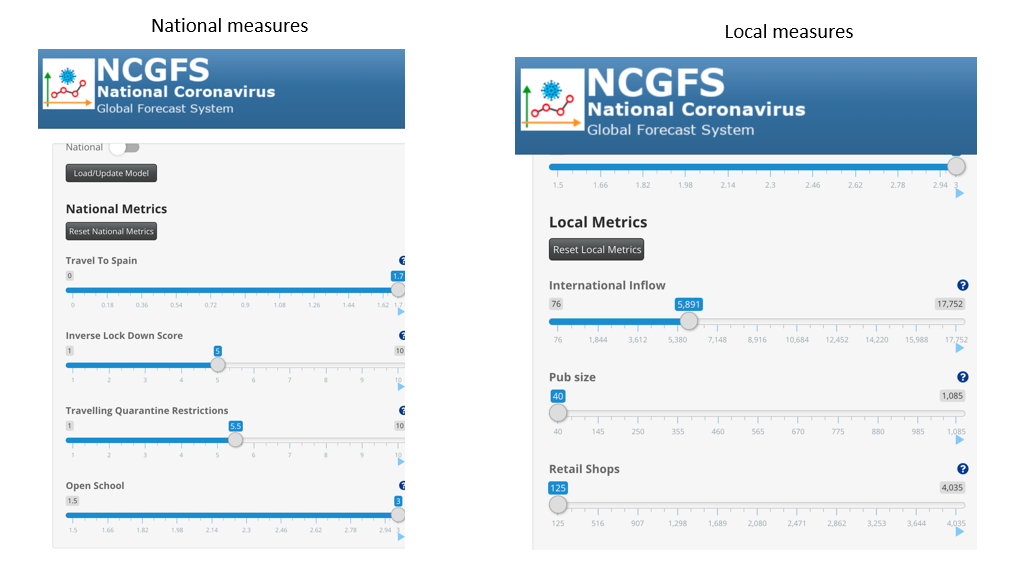 National measures
NCGFS
National Coronavirus
Global Forecast System
National
Load/Update Model
National Metrics
Reset National Metrics
Travel To Spain
?
0 1.7
0 0.18 0.36 0.54 0.72 0.9 1.08 1.26 1.44 1.62 1.7
Inverse Lock Down Score
?
1 5 10
1 2 3 4 5 6 7 8 9 10
Travelling Quarantine Restrictions
?
1 5.5 10
1 2 3 4 5 6 7 8 9 10
Open School
?
1.5 3
1.5 1.66 1.82 1.98 2.14 2.3 2.46 2.62 2.78 2.94 3
Local measures
NCGFS
National Coronavirus
Global Forecast System
1.5 1.66 1.82 1.98 2.14 2.3 2.46 2.62 2.78 2.94 3
Local Metrics
Reset Local Metrics
International Inflow ?
76 5,891 17,752
76 1,844 3,612 5,380 7,148 8,916 10,684 12,452 14,220 15,988 17,752
Pub size ?
40 1,085
40 145 250 355 460 565 670 775 880 985 1,085
Retail Shops ?
125 4,035
125 516 907 1,298 1,689 2,080 2,471 2,862 3,253 3,644 4,035